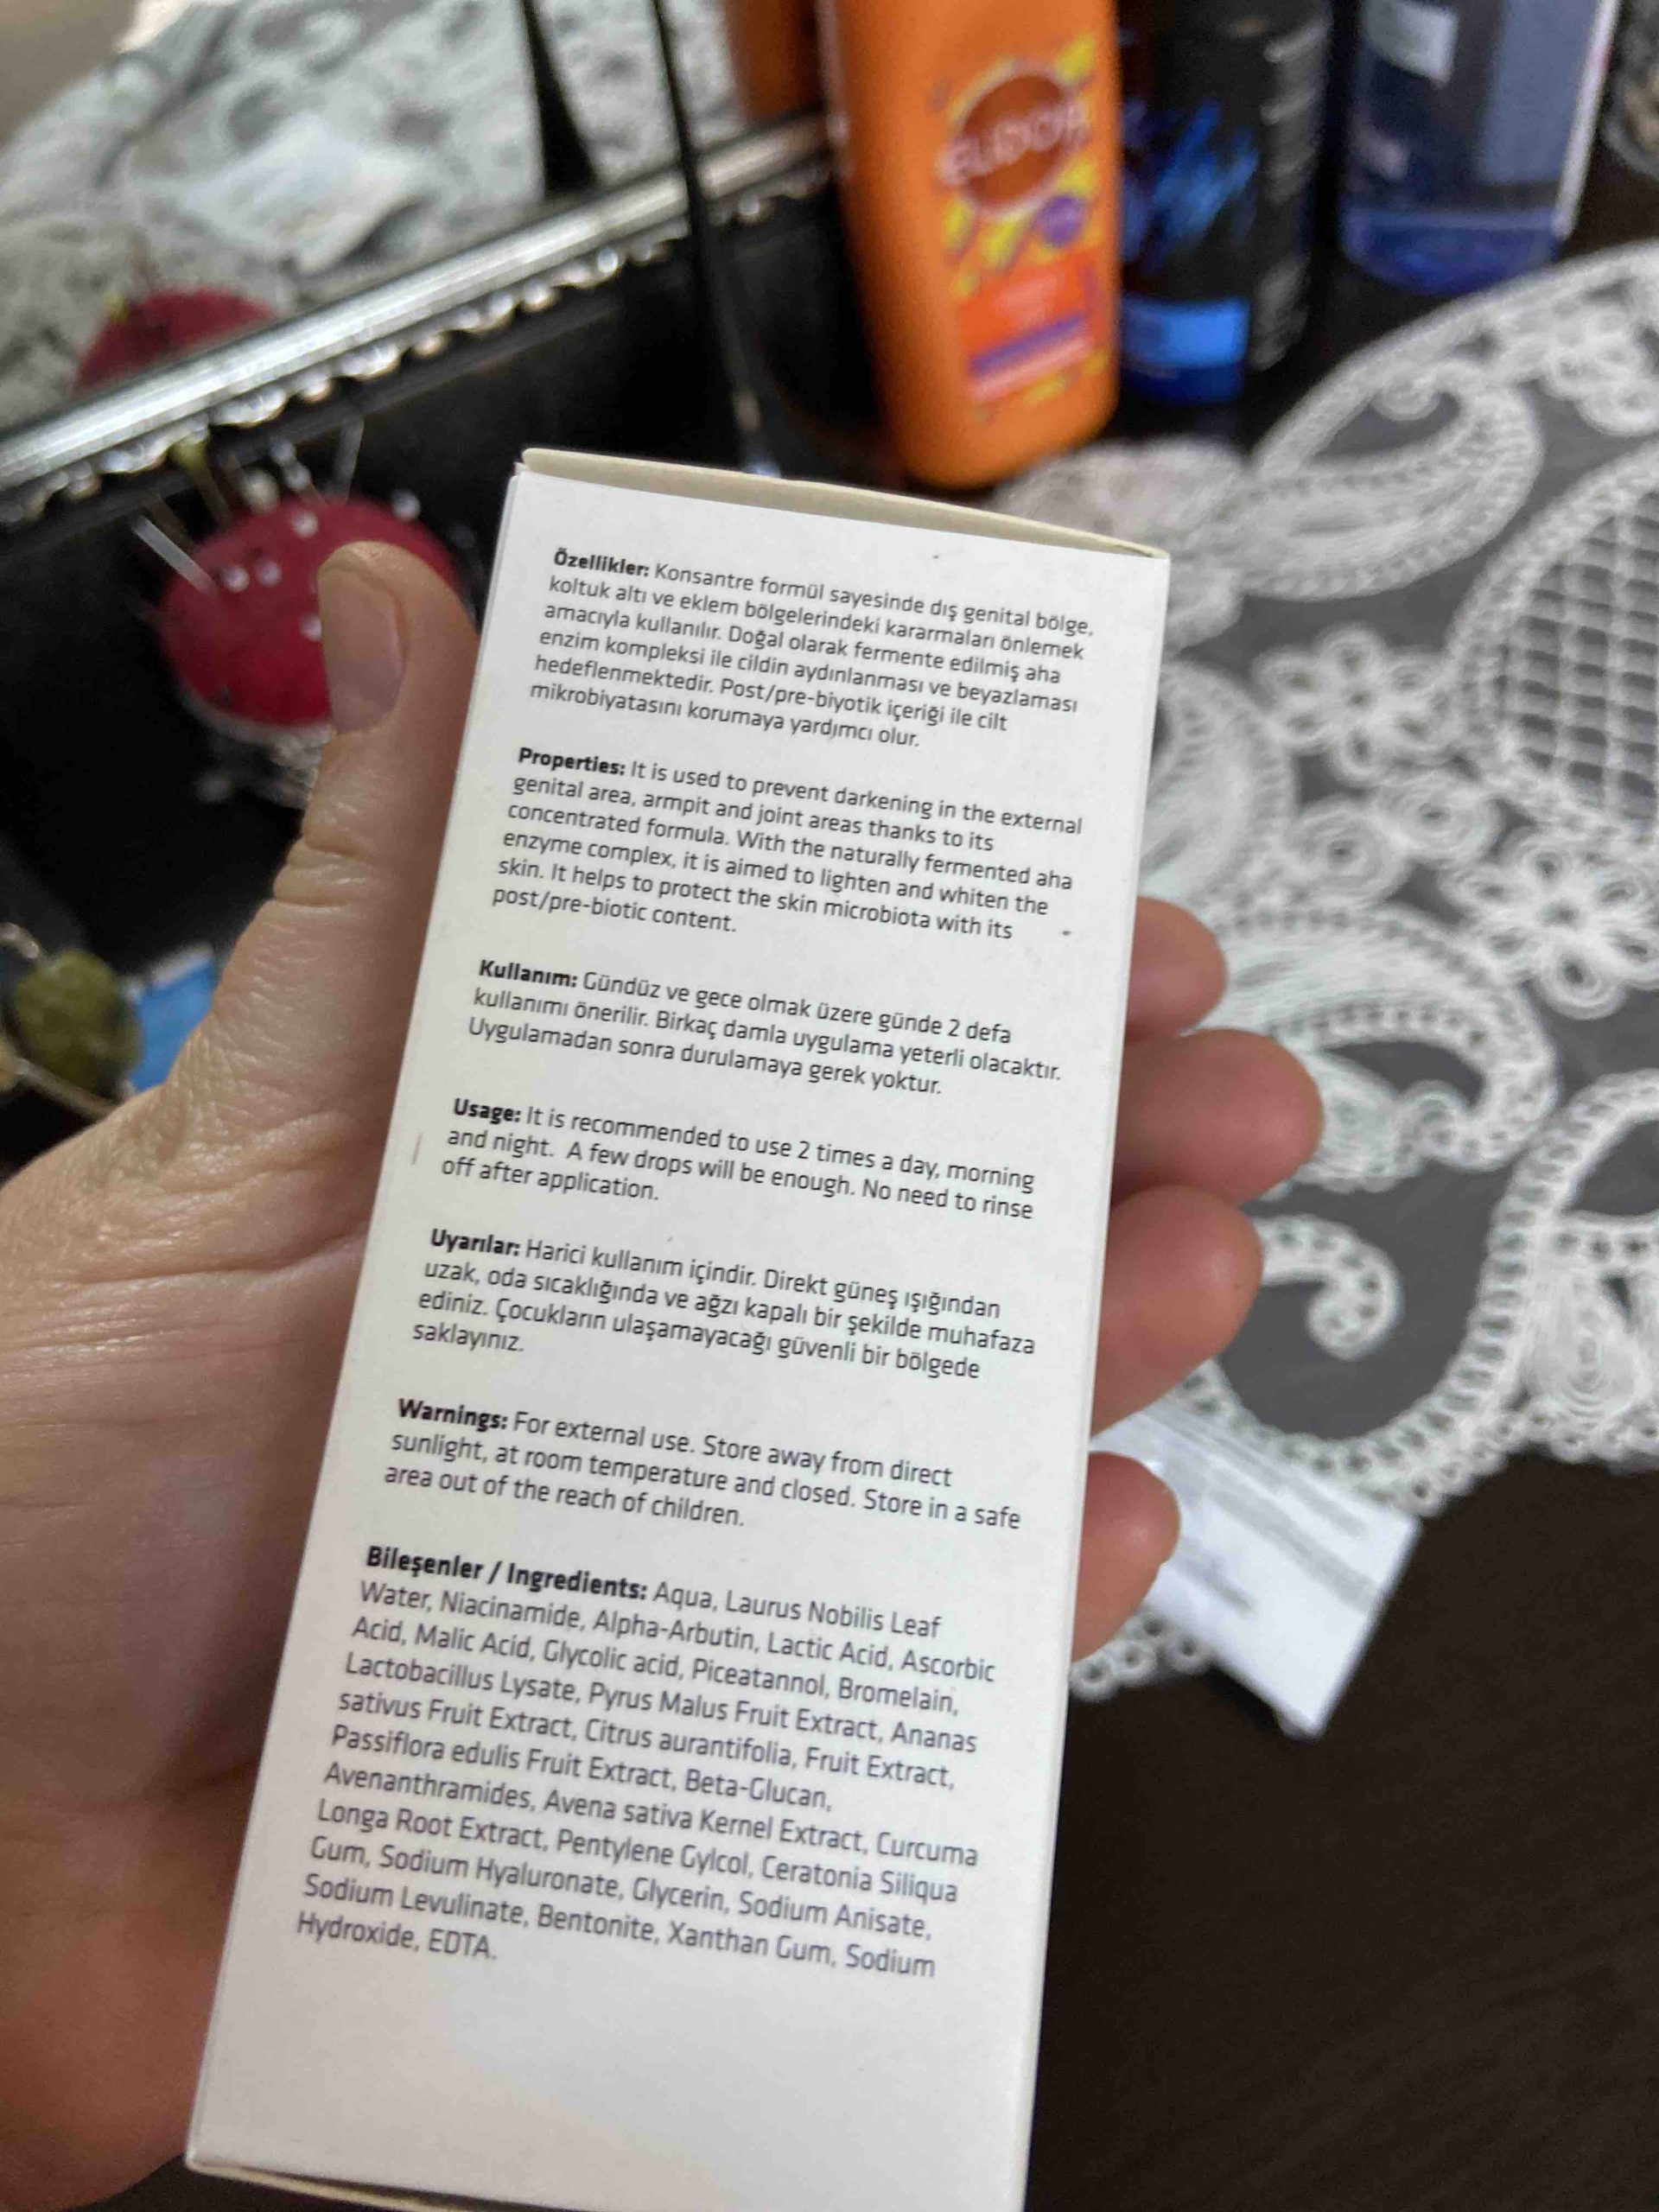 ELIDOR
Özellikler: Konsantre formül sayesinde dış genital bölge,
koltuk altı ve eklem bölgelerindeki kararmaları önlemek
amacıyla kullanılır. Doğal olarak fermente edilmiş aha
enzim kompleksi ile cildin aydınlanması ve beyazlaması
hedeflenmektedir. Post/pre-biyotik içeriği ile cilt
mikrobiyatasını korumaya yardımcı olur.
Properties: It is used to prevent darkening in the external
genital area, armpit and joint areas thanks to its
concentrated formula. With the naturally fermented aha
enzyme complex, it is aimed to lighten and whiten the
skin. It helps to protect the skin microbiota with its
post/pre-biotic content.
Kullanım: Gündüz ve gece olmak üzere günde 2 defa
kullanımı önerilir. Birkaç damla uygulama yeterli olacaktır.
Uygulamadan sonra durulamaya gerek yoktur.
Usage: It is recommended to use 2 times a day, morning
and night. A few drops will be enough. No need to rinse
off after application.
Uyarılar: Harici kullanım içindir. Direkt güneş ışığından
uzak, oda sıcaklığında ve ağzı kapalı bir şekilde muhafaza
ediniz. Çocukların ulaşamayacağı güvenli bir bölgede
saklayınız.
Warnings: For external use. Store away from direct
sunlight, at room temperature and closed. Store in a safe
area out of the reach of children.
Bileşenler / Ingredients: Aqua, Laurus Nobilis Leaf
Water, Niacinamide, Alpha-Arbutin, Lactic Acid, Ascorbic
Acid, Malic Acid, Glycolic acid, Piceatannol, Bromelain,
Lactobacillus Lysate, Pyrus Malus Fruit Extract, Ananas
sativus Fruit Extract, Citrus aurantifolia, Fruit Extract,
Passiflora edulis Fruit Extract, Beta-Glucan,
Avenanthramides, Avena sativa Kernel Extract, Curcuma
Longa Root Extract, Pentylene Gylcol, Ceratonia Siliqua
Gum, Sodium Hyaluronate, Glycerin, Sodium Anisate,
Sodium Levulinate, Bentonite, Xanthan Gum, Sodium
Hydroxide, EDTA.